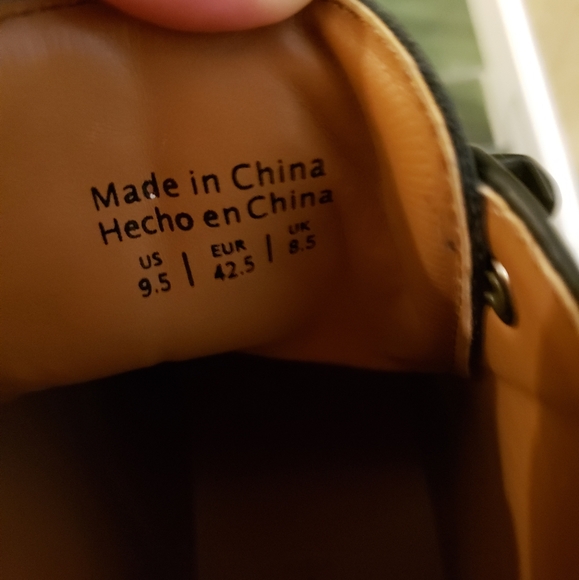 Made in China
Hecho en China
US | EUR | UK
9.5 | 42.5 | 8.5